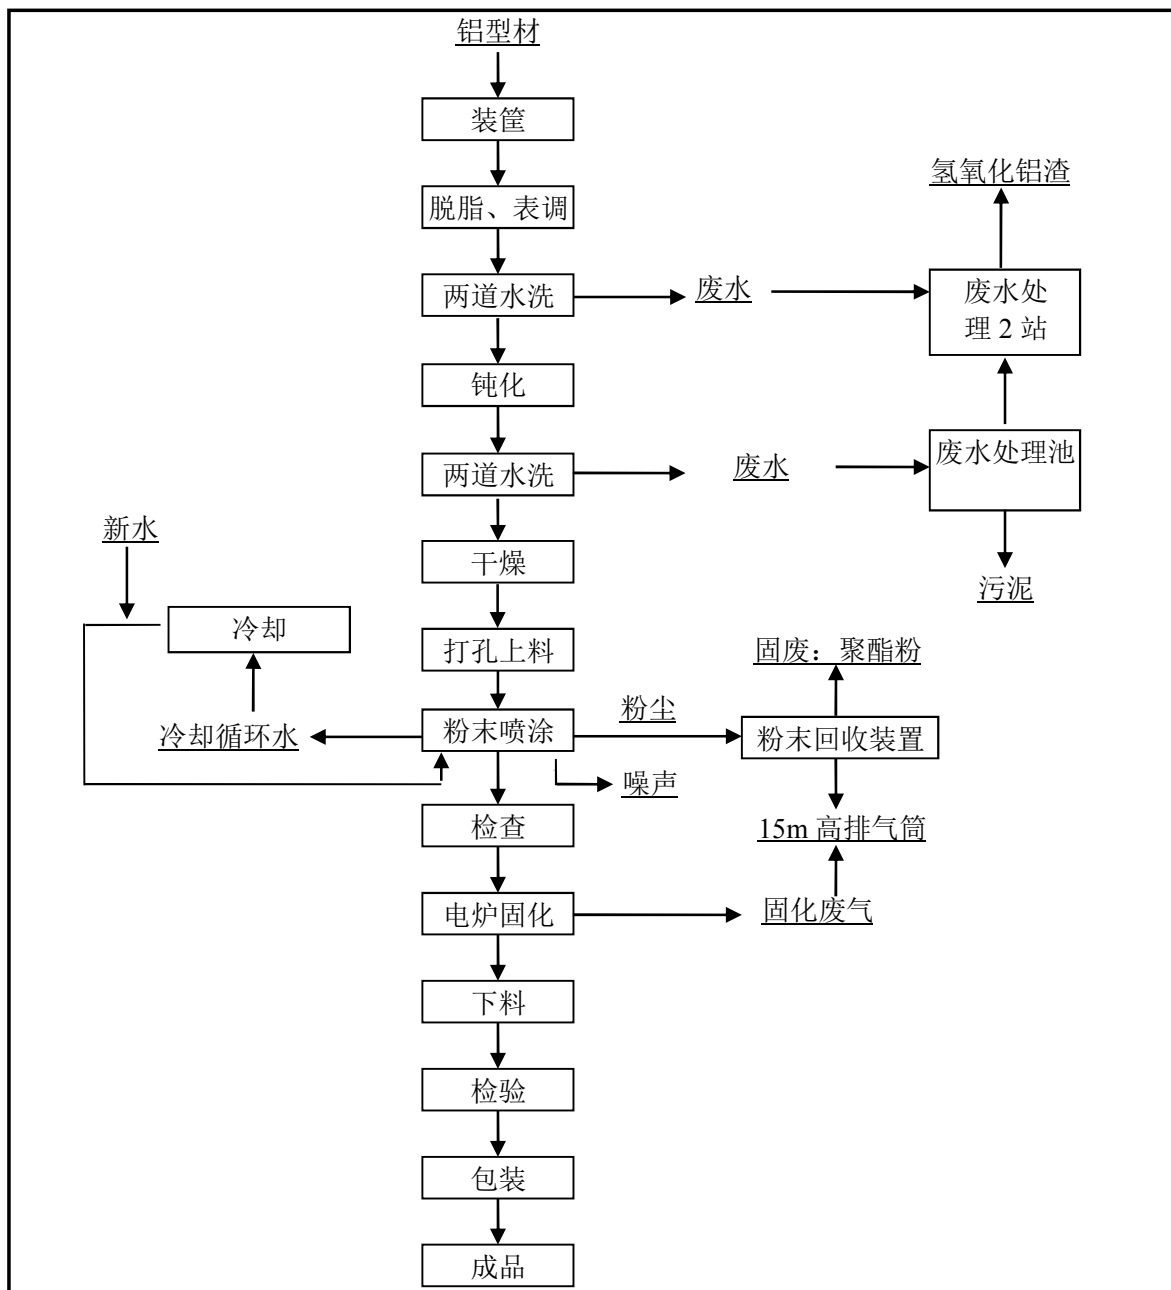 铝型材
装筐
氢氧化铝渣
脱脂、表调
两道水洗
废水
废水处
理 2 站
钝化
两道水洗
废水
废水处理池
新水
干燥
污泥
冷却
打孔上料
固废：聚酯粉
冷却循环水
粉末喷涂
粉尘
粉末回收装置
噪声
检查
15m 高排气筒
电炉固化
固化废气
下料
检验
包装
成品